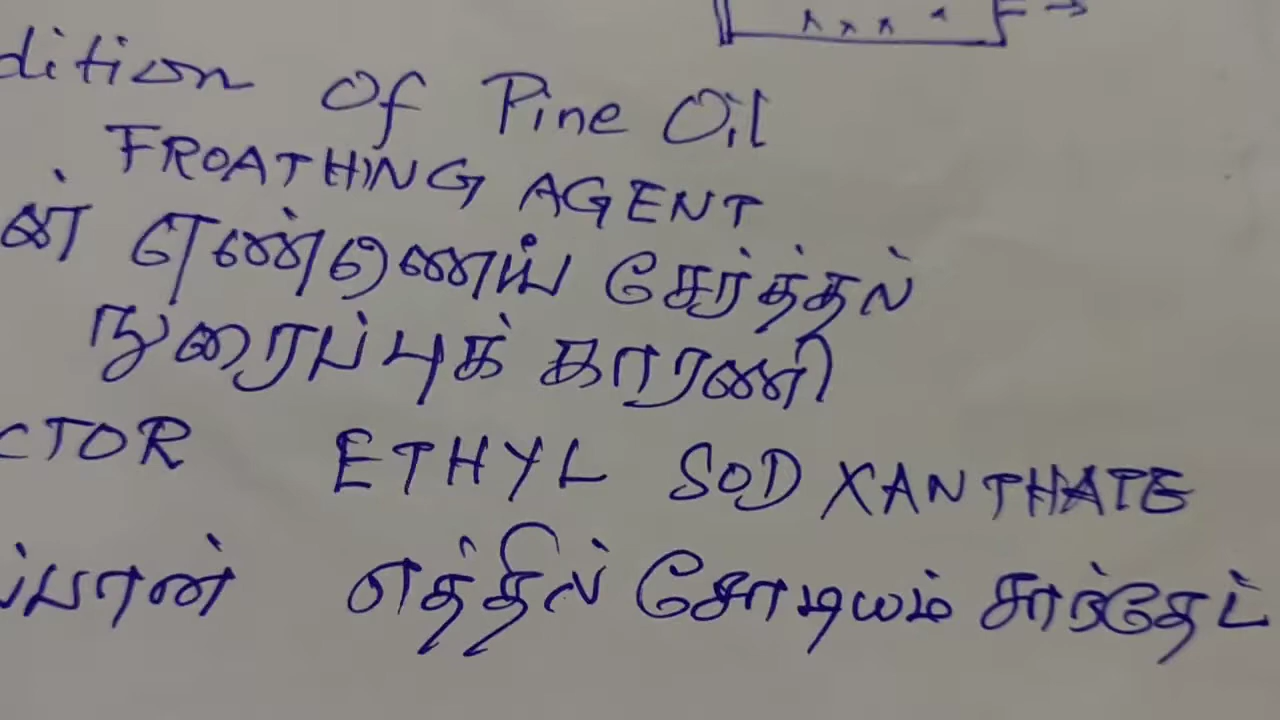 dition Of Pine Oil
FROATHING AGENT
ன் எண்ணெய் சேர்த்தல்
நுரைப்புக் காரணி
CTOR ETHYL SOD XANTHATE
ப்பான் எத்தில் சோடியம் சாந்தேட்